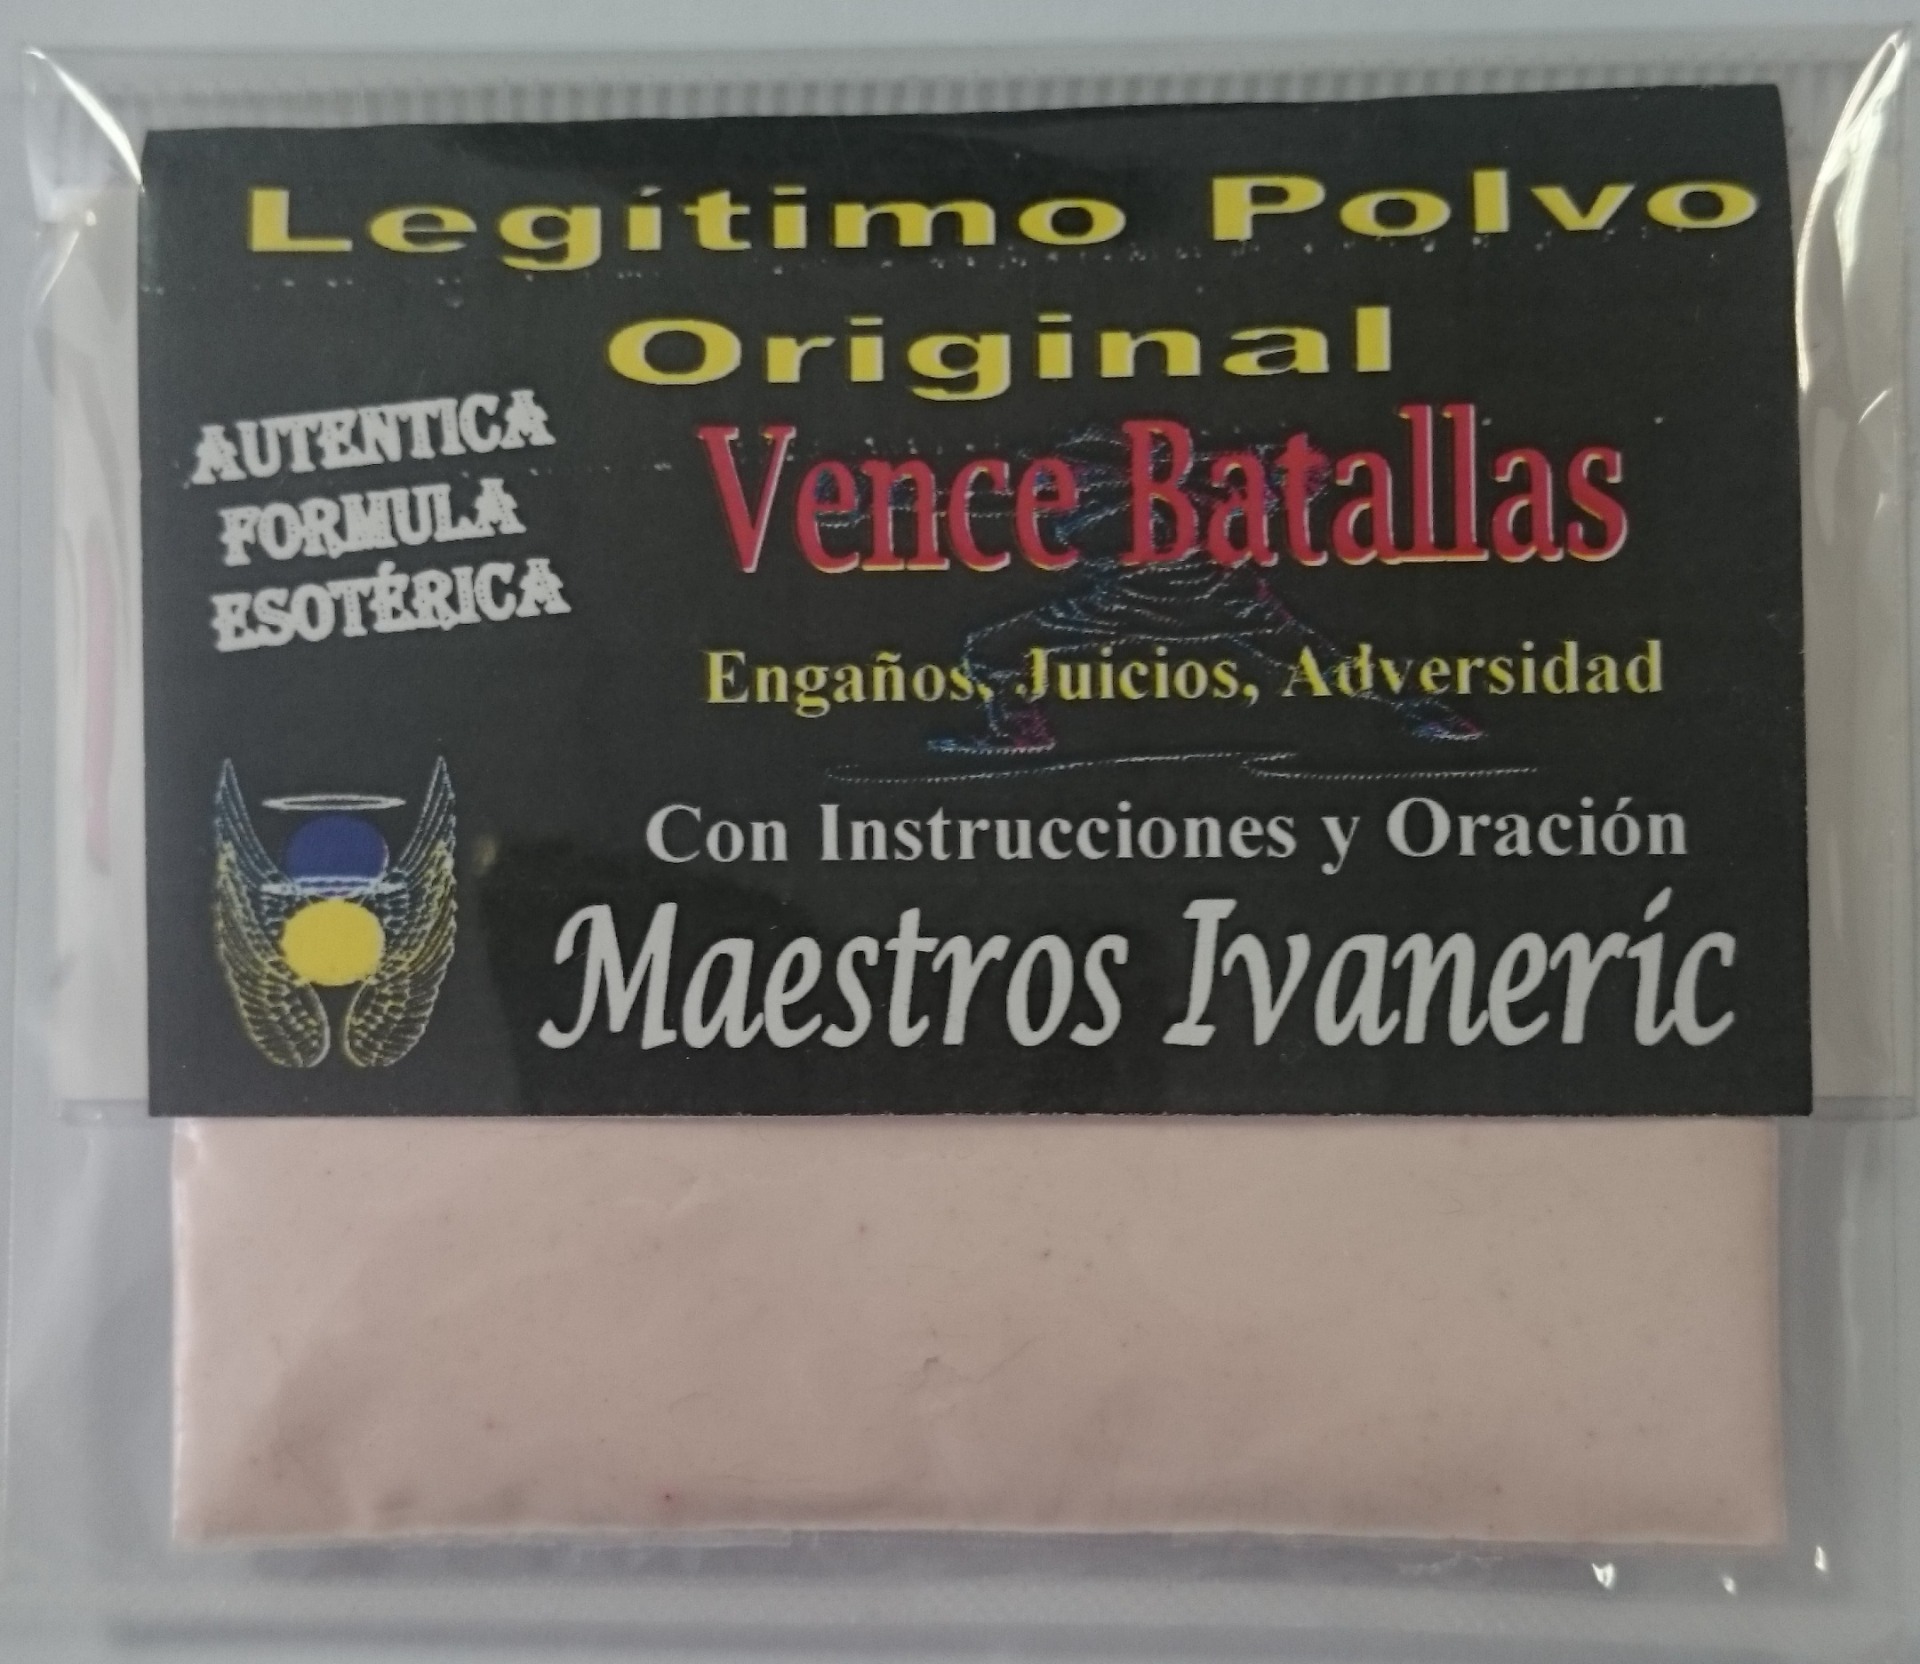 Legítimo Polvo
Original
AUTENTICA
FORMULA
ESOTÉRICA
Vence Batallas
Engaños, Juicios, Adversidad
Con Instrucciones y Oración
Maestros Ivaneric